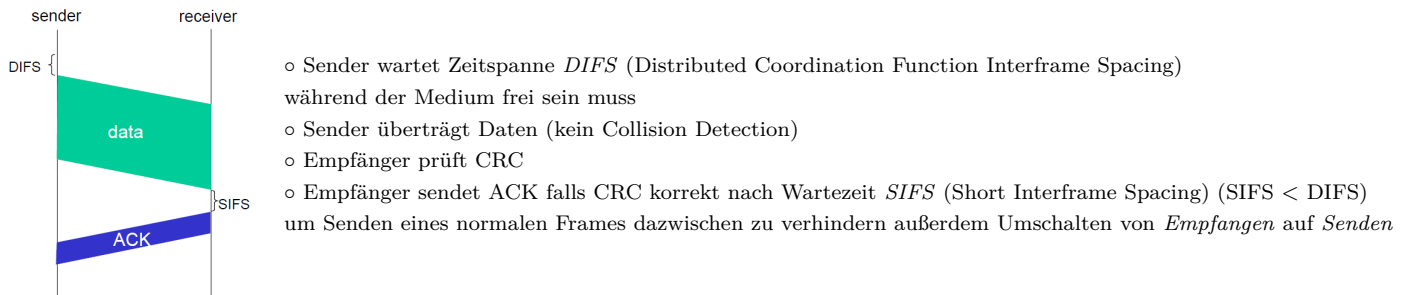 sender receiver
DIFS
data
SIFS
ACK
○ Sender wartet Zeitspanne DIFS (Distributed Coordination Function Interframe Spacing)
während der Medium frei sein muss
○ Sender überträgt Daten (kein Collision Detection)
○ Empfänger prüft CRC
○ Empfänger sendet ACK falls CRC korrekt nach Wartezeit SIFS (Short Interframe Spacing) (SIFS < DIFS)
um Senden eines normalen Frames dazwischen zu verhindern außerdem Umschalten von Empfangen auf Senden